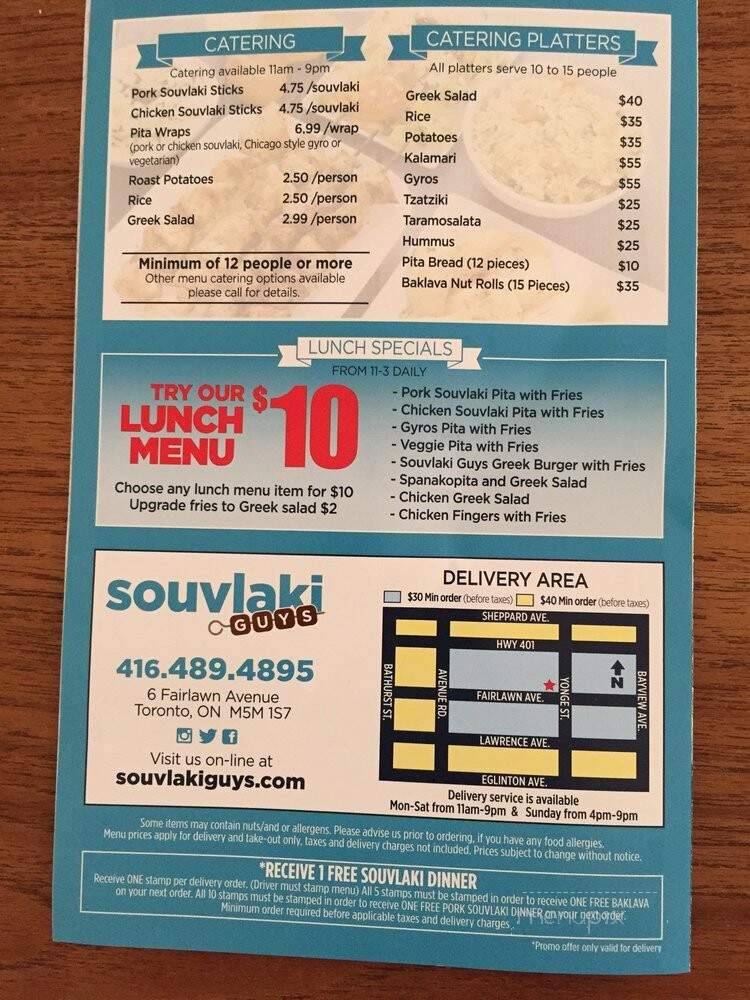 CATERING
Catering available 11am - 9pm
Pork Souvlaki Sticks 4.75 /souvlaki
Chicken Souvlaki Sticks 4.75 /souvlaki
Pita Wraps 6.99 /wrap
(pork or chicken souvlaki, Chicago style gyro or
vegetarian)
Roast Potatoes 2.50 /person
Rice 2.50 /person
Greek Salad 2.99 /person
Minimum of 12 people or more
Other menu catering options available
please call for details.
CATERING PLATTERS
All platters serve 10 to 15 people
Greek Salad $40
Rice $35
Potatoes $35
Kalamari $55
Gyros $55
Tzatziki $25
Taramosalata $25
Hummus $25
Pita Bread (12 pieces) $10
Baklava Nut Rolls (15 Pieces) $35
LUNCH SPECIALS
FROM 11-3 DAILY
TRY OUR
LUNCH
MENU
$10
Choose any lunch menu item for $10
Upgrade fries to Greek salad $2
- Pork Souvlaki Pita with Fries
- Chicken Souvlaki Pita with Fries
- Gyros Pita with Fries
- Veggie Pita with Fries
- Souvlaki Guys Greek Burger with Fries
- Spanakopita and Greek Salad
- Chicken Greek Salad
- Chicken Fingers with Fries
souvlaki
GUYS
416.489.4895
6 Fairlawn Avenue
Toronto, ON M5M 1S7
Visit us on-line at
souvlakiguys.com
DELIVERY AREA
$30 Min order (before taxes) $40 Min order (before taxes)
SHEPPARD AVE.
HWY 401
BATHURST ST.
AVENUE RD.
YONGE ST.
BAYVIEW AVE.
N
FAIRLAWN AVE.
LAWRENCE AVE.
EGLINTON AVE.
Delivery service is available
Mon-Sat from 11am-9pm & Sunday from 4pm-9pm
Some items may contain nuts/and or allergens. Please advise us prior to ordering, if you have any food allergies.
Menu prices apply for delivery and take-out only, taxes and delivery charges not included. Prices subject to change without notice.
*RECEIVE 1 FREE SOUVLAKI DINNER
Receive ONE stamp per delivery order. (Driver must stamp menu) All 5 stamps must be stamped in order to receive ONE FREE BAKLAVA
on your next order. All 10 stamps must be stamped in order to receive ONE FREE PORK SOUVLAKI DINNER on your next order.
Minimum order required before applicable taxes and delivery charges.
menupix
*Promo offer only valid for delivery